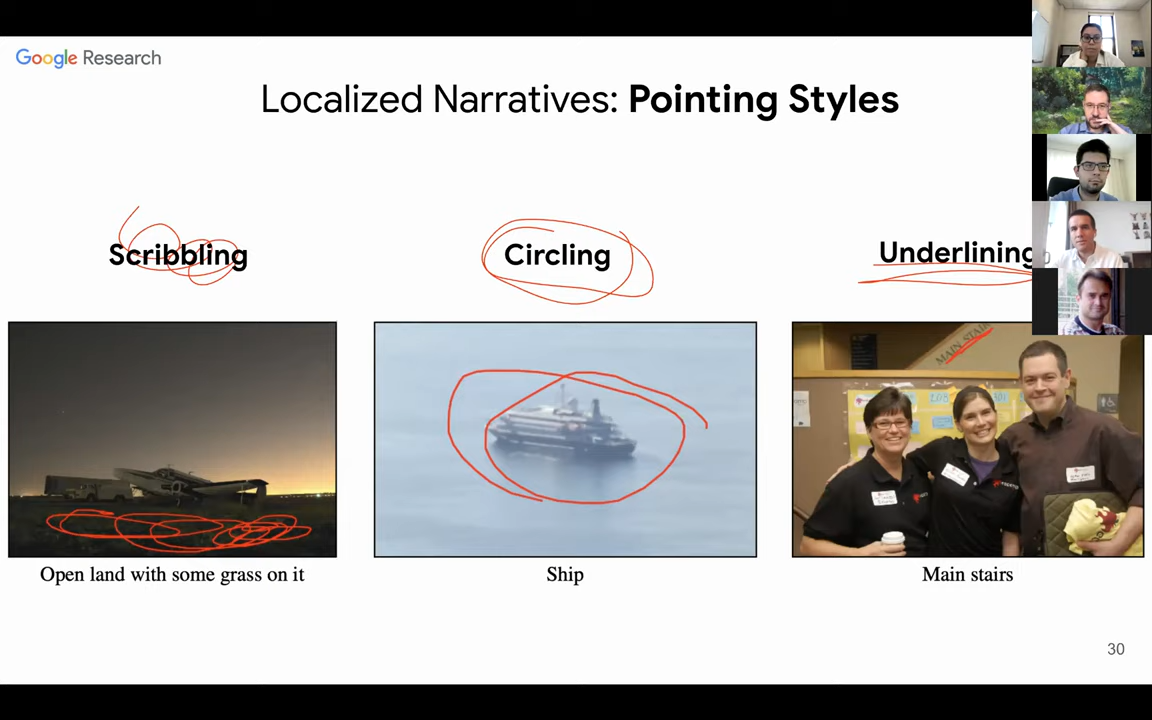 Google Research
Localized Narratives: Pointing Styles
Scribbling
Circling
Underlining
MAIN STAIRS
Open land with some grass on it
Ship
Main stairs
30